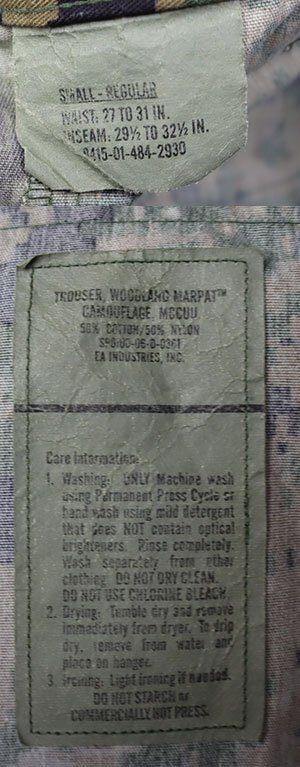 SMALL - REGULAR
WAIST: 27 TO 31 IN.
INSEAM: 29½ TO 32½ IN.
8415-01-484-2930
TROUSER, WOODLAND MARPAT™
CAMOUFLAGE, MCCUU
50% COTTON/50% NYLON
SPO100-06-D-0361
EA INDUSTRIES, INC.
Care Information:
1. Washing: ONLY Machine wash
using Permanent Press Cycle or
hand wash using mild detergent
that does NOT contain optical
brighteners. Rinse completely.
Wash separately from other
clothing. DO NOT DRY CLEAN.
DO NOT USE CHLORINE BLEACH.
2. Drying: Tumble dry and remove
immediately from dryer. To drip
dry, remove from water and
place on hanger.
3. Ironing: Light ironing if needed.
DO NOT STARCH or
COMMERCIALLY HOT PRESS.